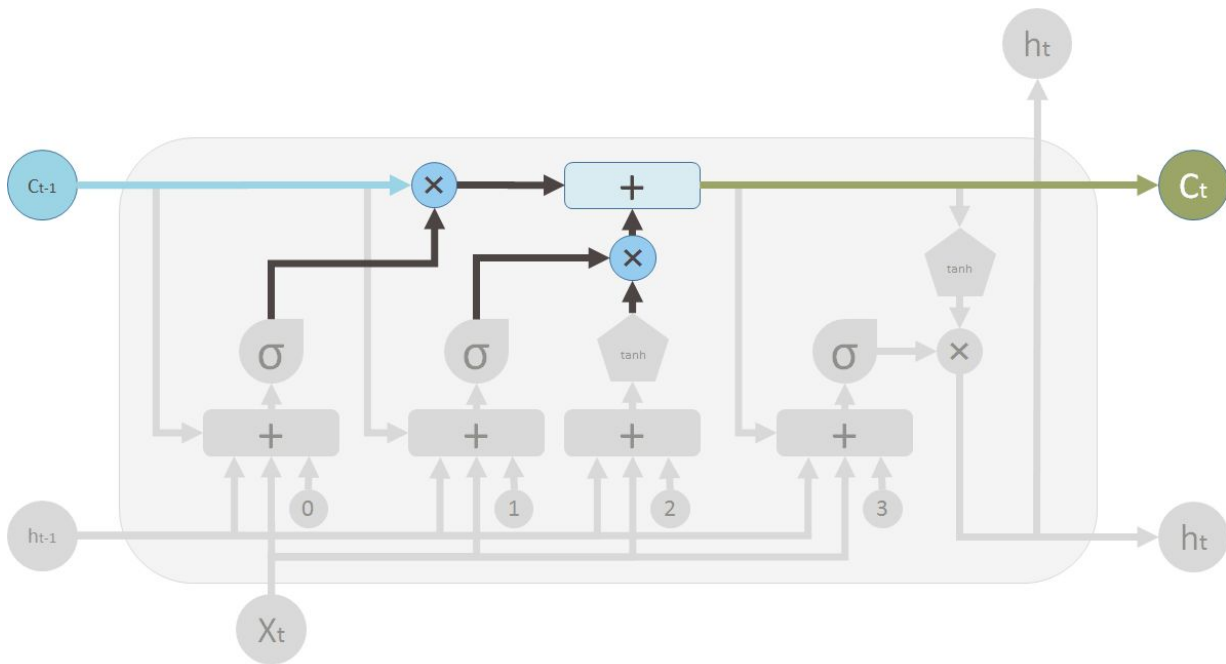 ht
Ct-1
×
+
Ct
×
tanh
σ
σ
tanh
σ
×
+
+
+
+
0
1
2
3
ht-1
ht
Xt